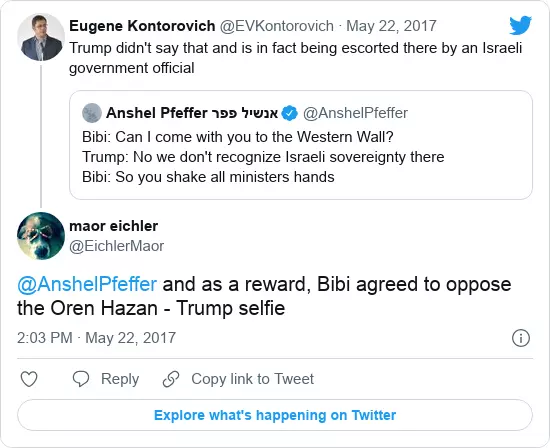 Eugene Kontorovich @EVKontorovich · May 22, 2017
Trump didn't say that and is in fact being escorted there by an Israeli
government official
Anshel Pfeffer אנשיל פפר @AnshelPfeffer
Bibi: Can I come with you to the Western Wall?
Trump: No we don't recognize Israeli sovereignty there
Bibi: So you shake all ministers hands
maor eichler
@EichlerMaor
@AnshelPfeffer and as a reward, Bibi agreed to oppose
the Oren Hazan - Trump selfie
2:03 PM · May 22, 2017
Reply
Copy link to Tweet
Explore what's happening on Twitter